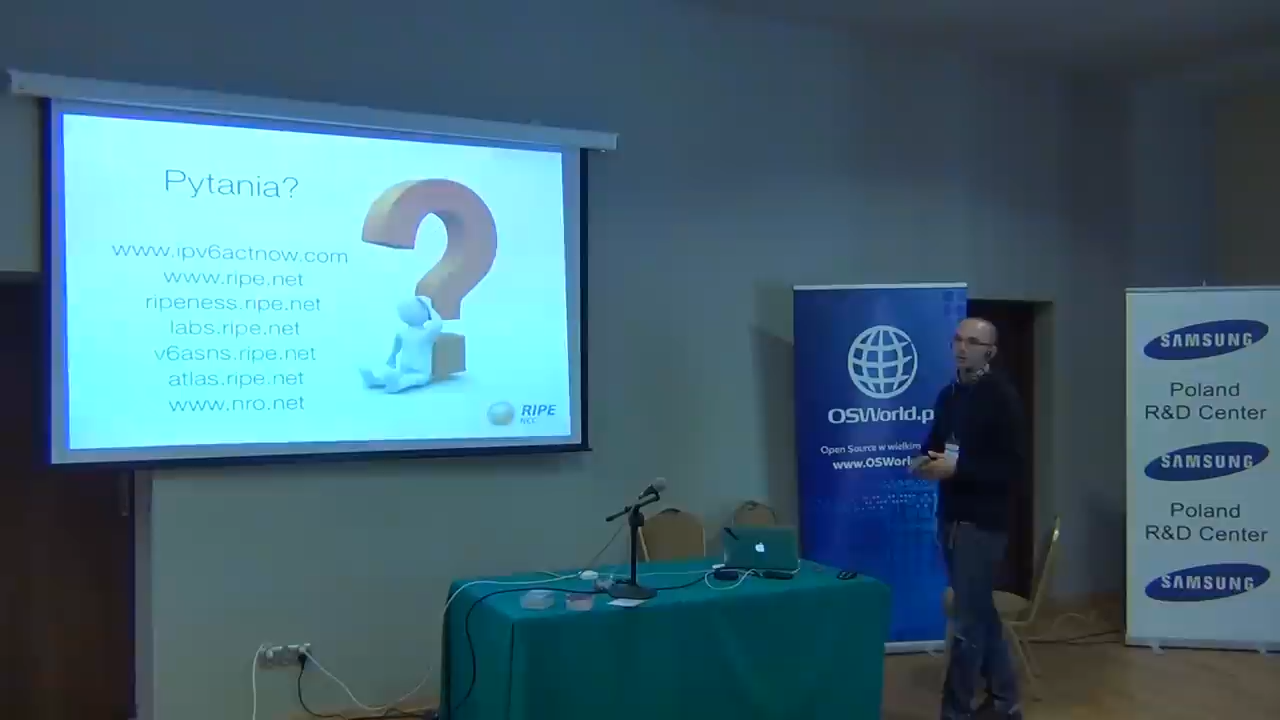 Pytania?
www.ipv6actnow.com
www.ripe.net
ripeness.ripe.net
labs.ripe.net
v6asns.ripe.net
atlas.ripe.net
www.nro.net
RIPE
NCC
OSWorld.p
Open Source w wielkim
www.OSWorl
SAMSUNG
Poland
R&D Center
SAMSUNG
Poland
R&D Center
SAMSUNG